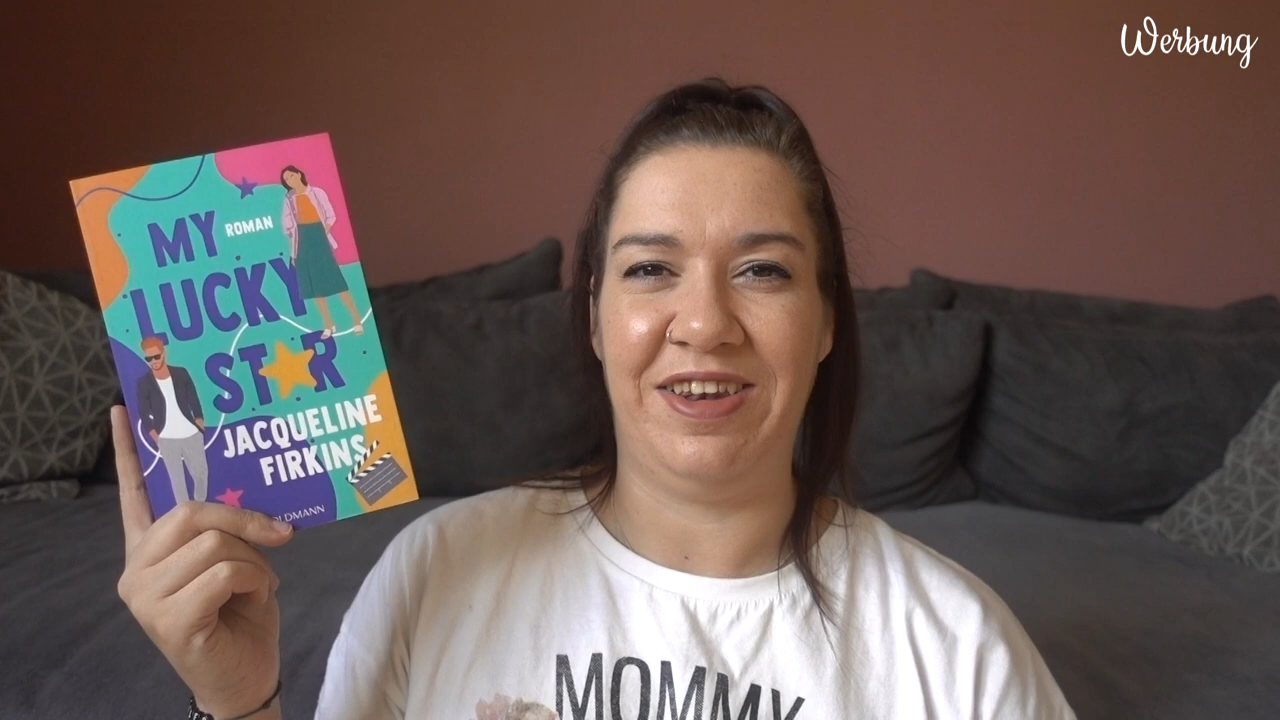 Werbung
MY
ROMAN
LUCKY
STAR
JACQUELINE
FIRKINS
MOMMY